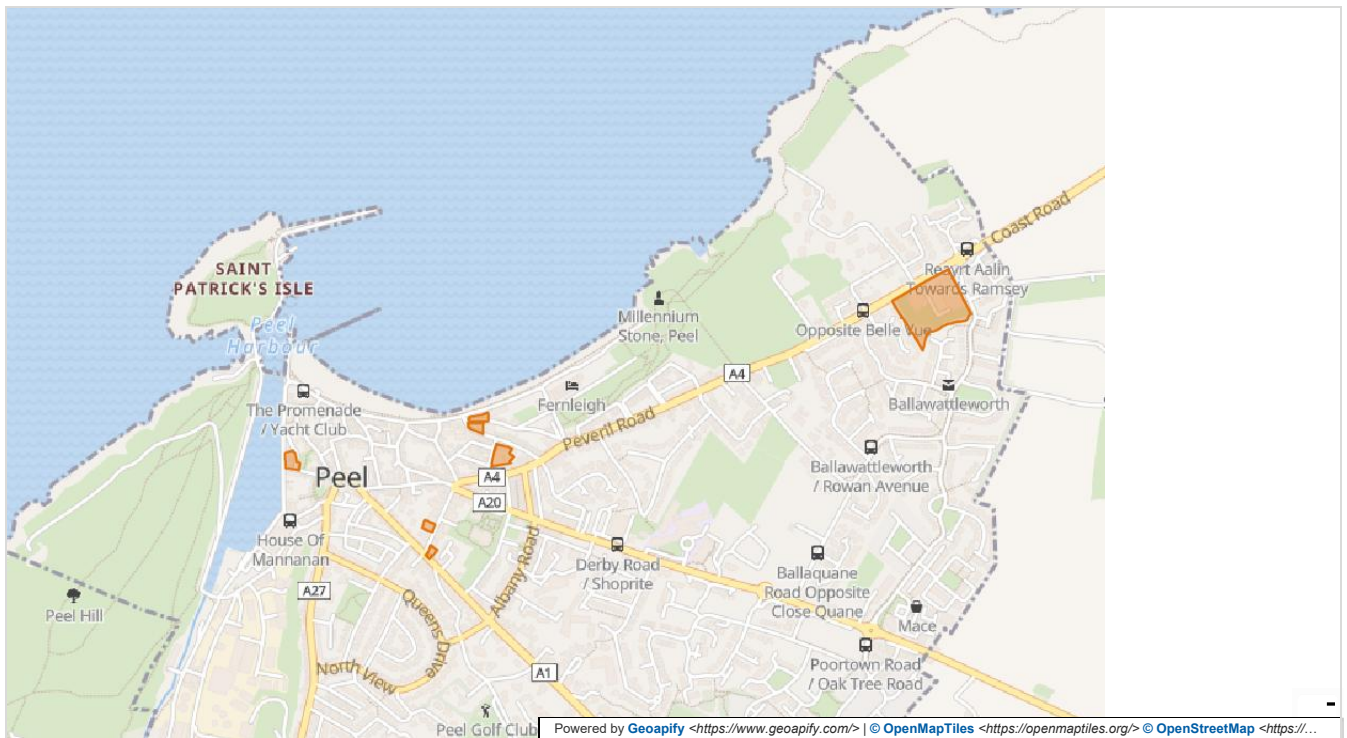 Coast Road
SAINT
PATRICK'S ISLE
Reayrt Aalin
Towards Ramsey
Peel
Harbour
Millennium
Stone, Peel
Opposite Belle Vue
A4
The Promenade
/ Yacht Club
Fernleigh
Ballawattleworth
Peveril Road
Ballawattleworth
/ Rowan Avenue
Peel
A4
A20
House Of
Mannanan
Albany Road
Derby Road
/ Shoprite
Ballaquane
Road Opposite
Close Quane
A27
Peel Hill
Queens Drive
Mace
North View
A1
Poortown Road
/ Oak Tree Road
Peel Golf Club
-
Powered by Geoapify <https://www.geoapify.com/> | © OpenMapTiles <https://openmaptiles.org/> © OpenStreetMap <https://…